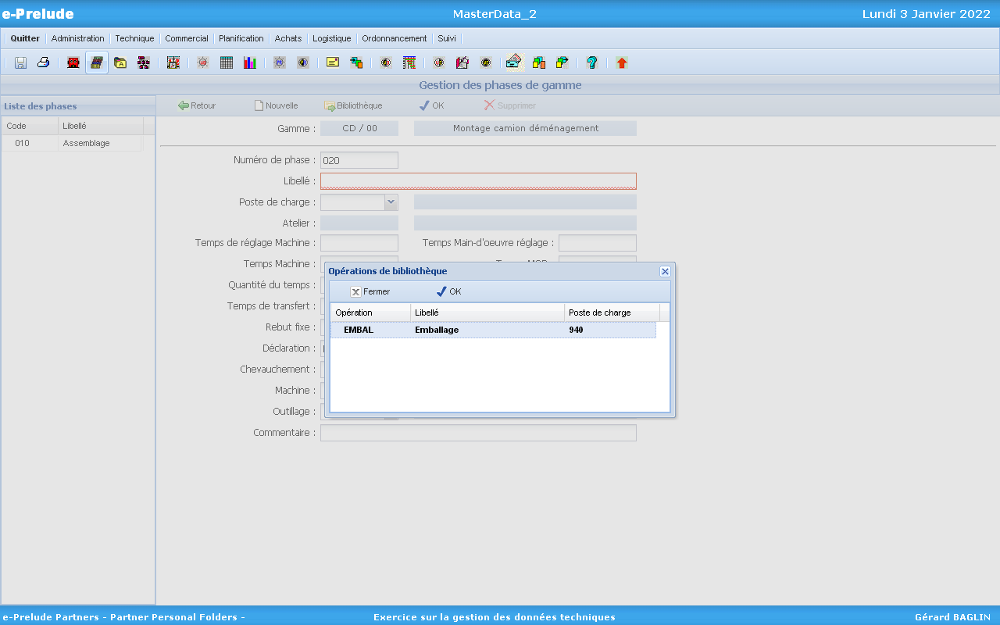 e-Prelude MasterData_2 Lundi 3 Janvier 2022
Quitter Administration Technique Commercial Planification Achats Logistique Ordonnancement Suivi
Gestion des phases de gamme
Liste des phases Retour Nouvelle Bibliothèque OK Supprimer
Code Libellé
010 Assemblage
Gamme : CD / 00 Montage camion déménagement
Numéro de phase : 020
Libellé :
Poste de charge :
Atelier :
Temps de réglage Machine : Temps Main-d'oeuvre réglage :
Temps Machine :
Quantité du temps :
Temps de transfert :
Rebut fixe :
Déclaration :
Chevauchement :
Machine :
Outillage :
Commentaire :
Opérations de bibliothèque
Fermer OK
Opération Libellé Poste de charge
EMBAL Emballage 940
e-Prelude Partners - Partner Personal Folders - Exercice sur la gestion des données techniques Gérard BAGLIN